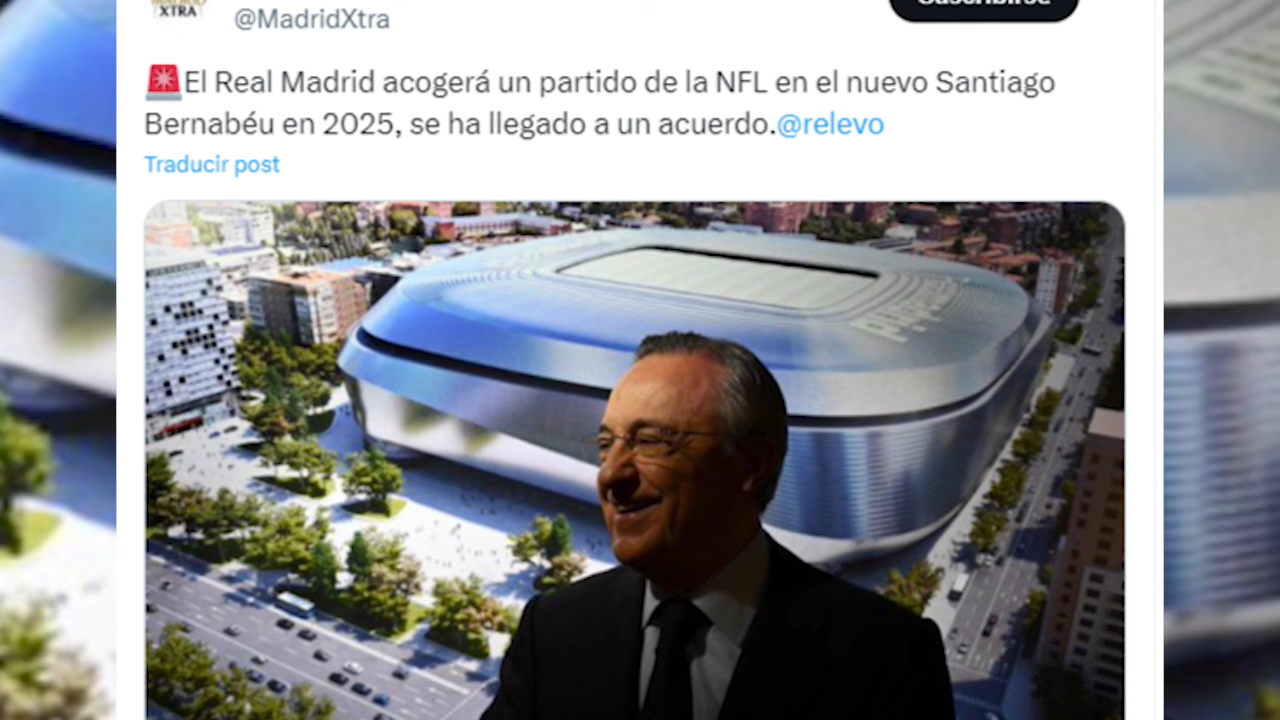 XTRA
@MadridXtra
Suscribirse
El Real Madrid acogerá un partido de la NFL en el nuevo Santiago
Bernabéu en 2025, se ha llegado a un acuerdo.@relevo
Traducir post